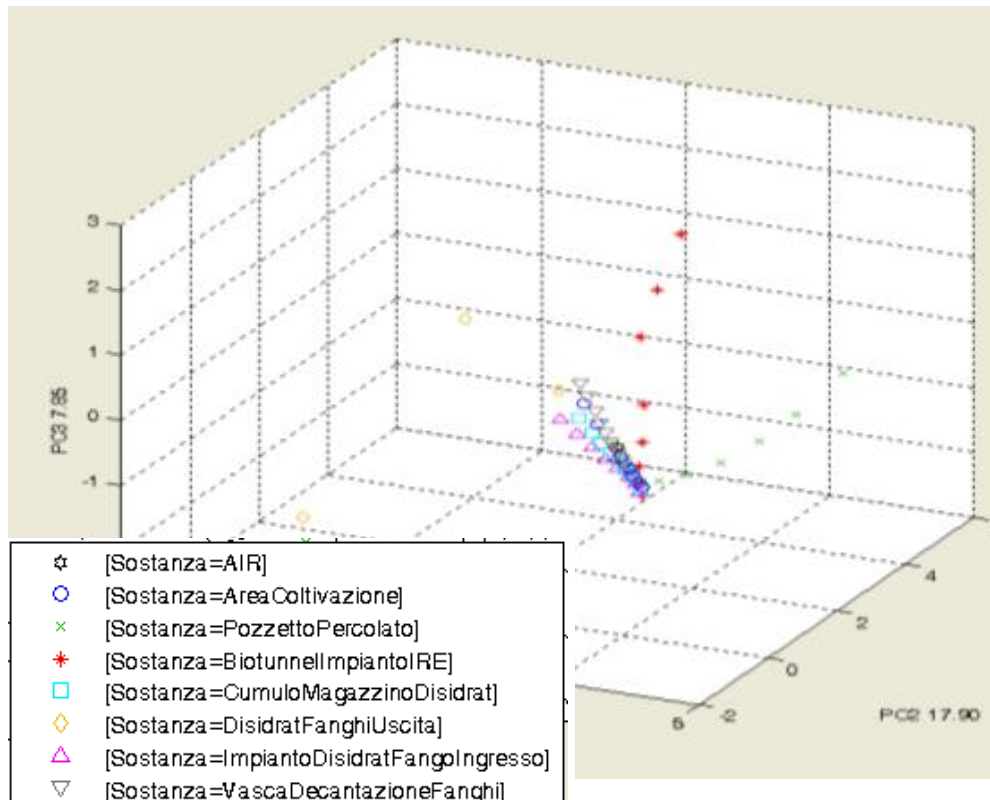 3
2
1
0
-1
PC3 7.85
4
2
0
-2
5
PC2 17.90
[Sostanza=AIR]
[Sostanza=AreaColtivazione]
[Sostanza=PozzettoPercolato]
[Sostanza=BiotunnelImpiantoIRE]
[Sostanza=CumuloMagazzinoDisidrat]
[Sostanza=DisidratFanghiUscita]
[Sostanza=ImpiantoDisidratFangoIngresso]
[Sostanza=VascaDecantazioneFanghi]